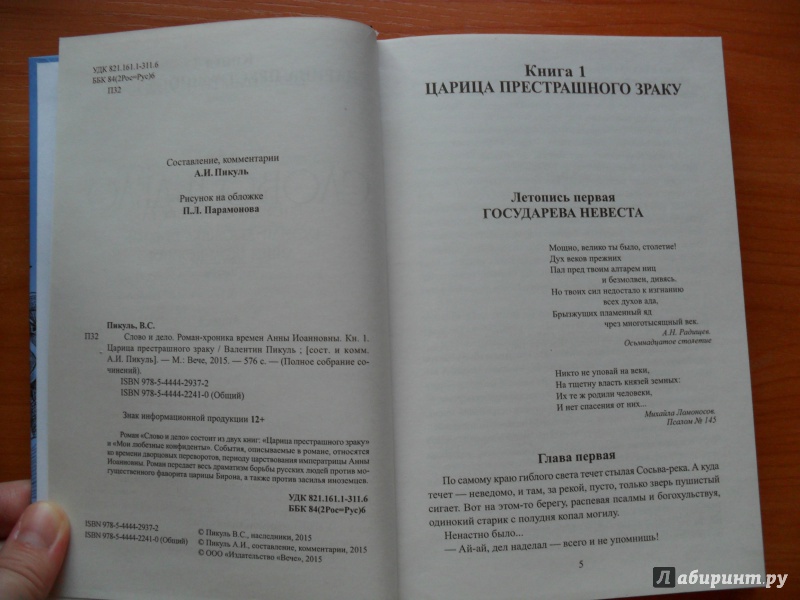 УДК 821.161.1-311.6
ББК 84(2Рос=Рус)6
П32
Составление, комментарии
А.И. Пикуль
Рисунок на обложке
П.Л. Парамонова
Пикуль, В.С.
П32 Слово и дело. Роман-хроника времен Анны Иоанновны. Кн. 1.
Царица престрашного зраку / Валентин Пикуль ; [сост. и комм.
А.И. Пикуль]. — М.: Вече, 2015. — 576 с. — (Полное собрание со-
чинений).
ISBN 978-5-4444-2937-2
ISBN 978-5-4444-2241-0 (Общий)
Знак информационной продукции 12+
Роман «Слово и дело» состоит из двух книг: «Царица престрашного зраку»
и «Мои любезные конфиденты». События, описываемые в романе, относятся
ко времени дворцовых переворотов, периоду царствования императрицы Анны
Иоанновны. Роман передает весь драматизм борьбы русских людей против мо-
гущественного фаворита царицы Бирона, а также против засилья иноземцев.
УДК 821.161.1-311.6
ББК 84(2Рос=Рус)6
ISBN 978-5-4444-2937-2
ISBN 978-5-4444-2241-0 (Общий)
© Пикуль В.С., наследники, 2015
© Пикуль А.И., составление, комментарии, 2015
© ООО «Издательство «Вече», 2015
Книга 1
ЦАРИЦА ПРЕСТРАШНОГО ЗРАКУ
Летопись первая
ГОСУДАРЕВА НЕВЕСТА
Мощно, велико ты было, столетие!
Дух веков прежних
Пал пред твоим алтарем ниц
и безмолвен, дивясь.
Но твоих сил недостало к изгнанию
всех духов ада,
Брызжущих пламенный яд
чрез многотысящный век.
А.Н. Радищев.
Осьмнадцатое столетие
Никто не уповай на веки,
На тщетну власть князей земных:
Их те ж родили человеки,
И нет спасения от них...
Михайла Ломоносов.
Псалом № 145
Глава первая
По самому краю гиблого света течет стылая Сосьва-река. А куда
течет — неведомо, и там, за рекой, пусто, только зверь пушистый
сигает. Вот на этом-то берегу, распевая псалмы и богохульствуя,
одинокий старик с полудня копал могилу.
Ненастно было...
— Ай-ай, дел наделал — всего и не упомнишь!
5
Лабиринт.ру